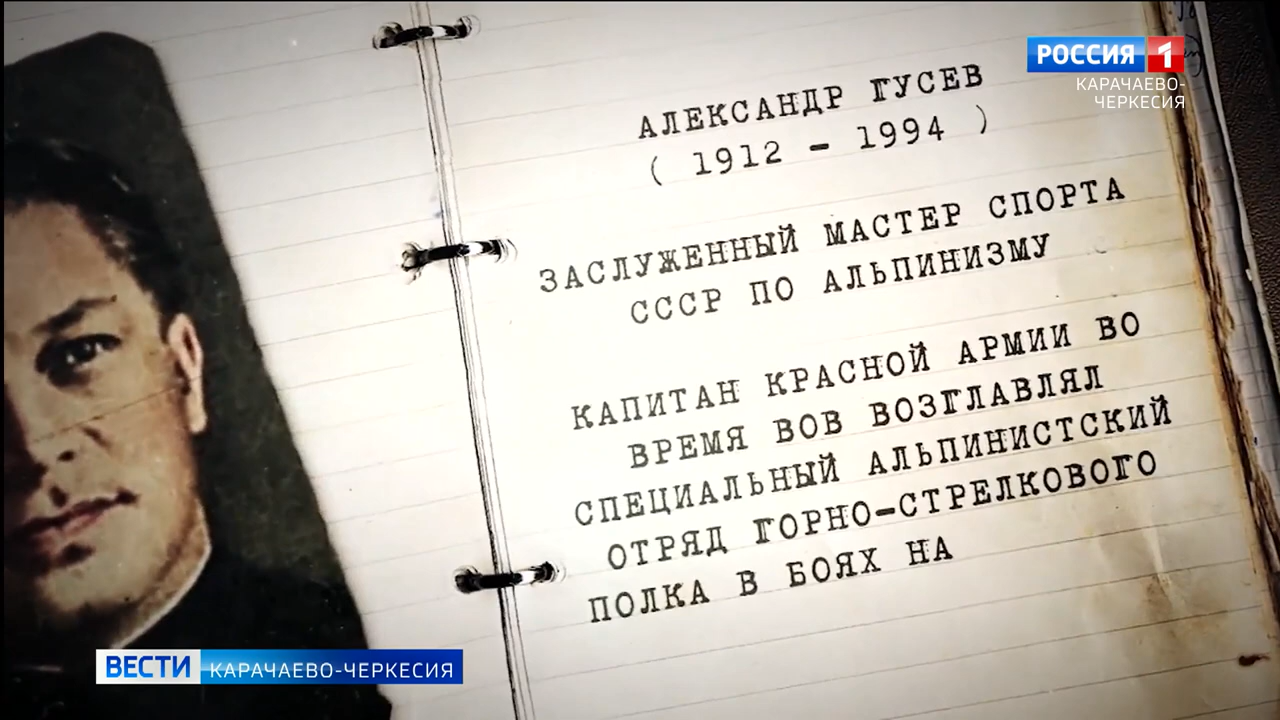 РОССИЯ 1
КАРАЧАЕВО-
ЧЕРКЕСИЯ
АЛЕКСАНДР ГУСЕВ
( 1912 – 1994 )
ЗАСЛУЖЕННЫЙ МАСТЕР СПОРТА
СССР ПО АЛЬПИНИЗМУ
КАПИТАН КРАСНОЙ АРМИИ ВО
ВРЕМЯ ВОВ ВОЗГЛАВЛЯЛ
СПЕЦИАЛЬНЫЙ АЛЬПИНИСТСКИЙ
ОТРЯД ГОРНО-СТРЕЛКОВОГО
ПОЛКА В БОЯХ НА
ВЕСТИ КАРАЧАЕВО-ЧЕРКЕСИЯ